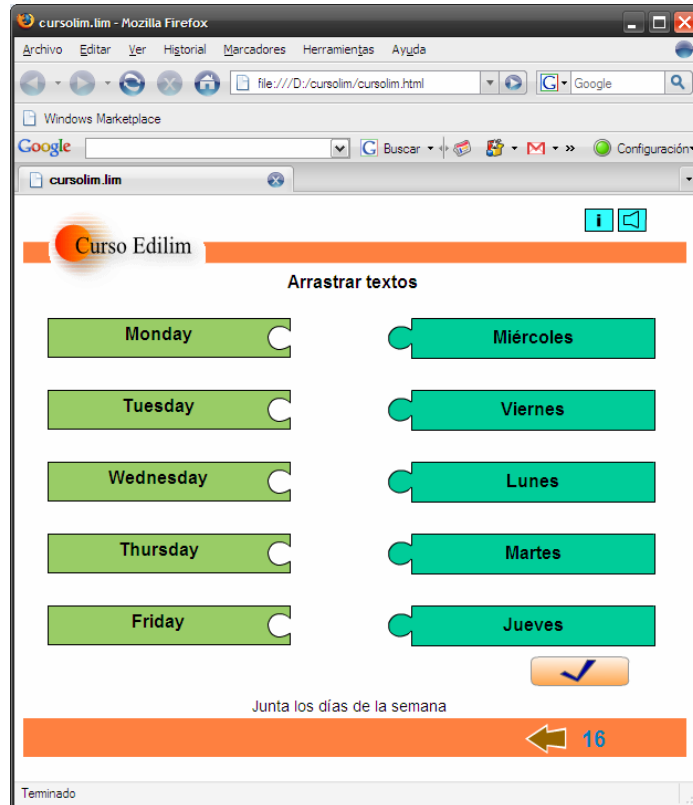 cursolim.lim - Mozilla Firefox
Archivo Editar Ver Historial Marcadores Herramientas Ayuda
file:///D:/cursolim/cursolim.html G Google
Windows Marketplace
Google G Buscar » Configuración
cursolim.lim
i
Curso Edilim
Arrastrar textos
Monday Miércoles
Tuesday Viernes
Wednesday Lunes
Thursday Martes
Friday Jueves
Junta los días de la semana
16
Terminado